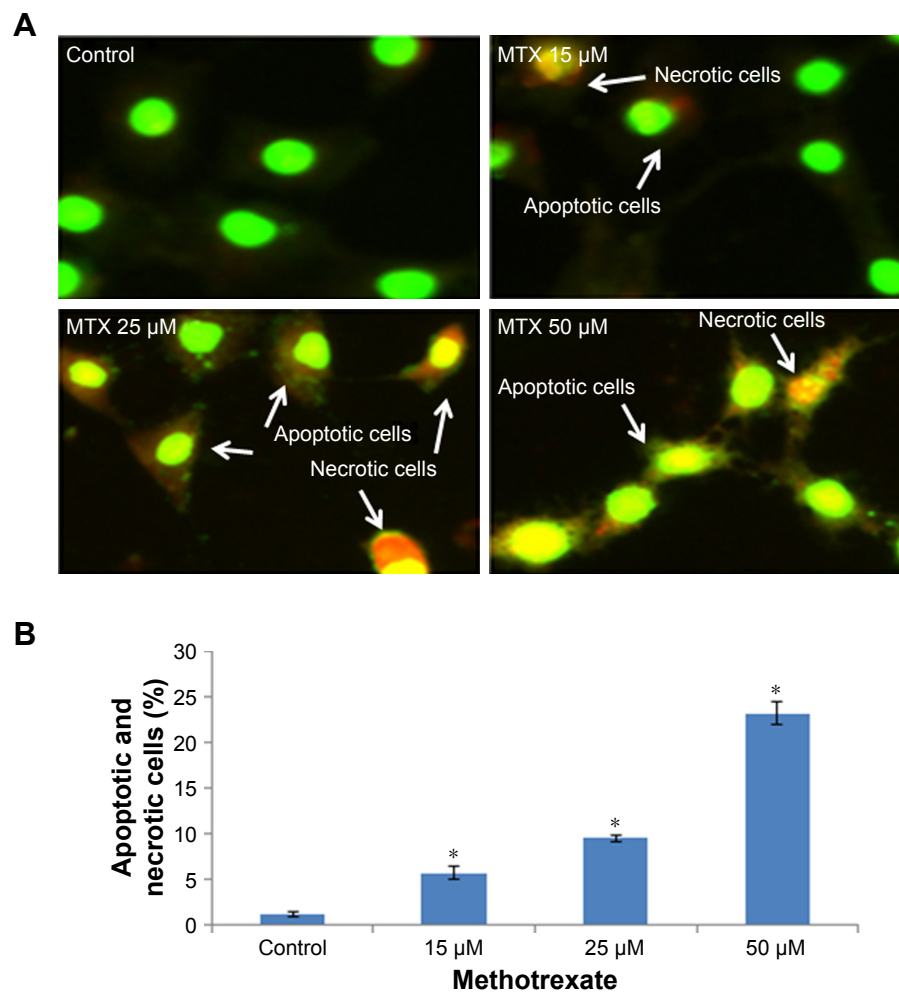 A
Control
MTX 15 µM
Necrotic cells
Apoptotic cells
MTX 25 µM
Apoptotic cells
Necrotic cells
MTX 50 µM
Necrotic cells
Apoptotic cells
B
Apoptotic and
necrotic cells (%)
30
25
20
15
10
5
0
*
*
*
Control
15 µM
25 µM
50 µM
Methotrexate